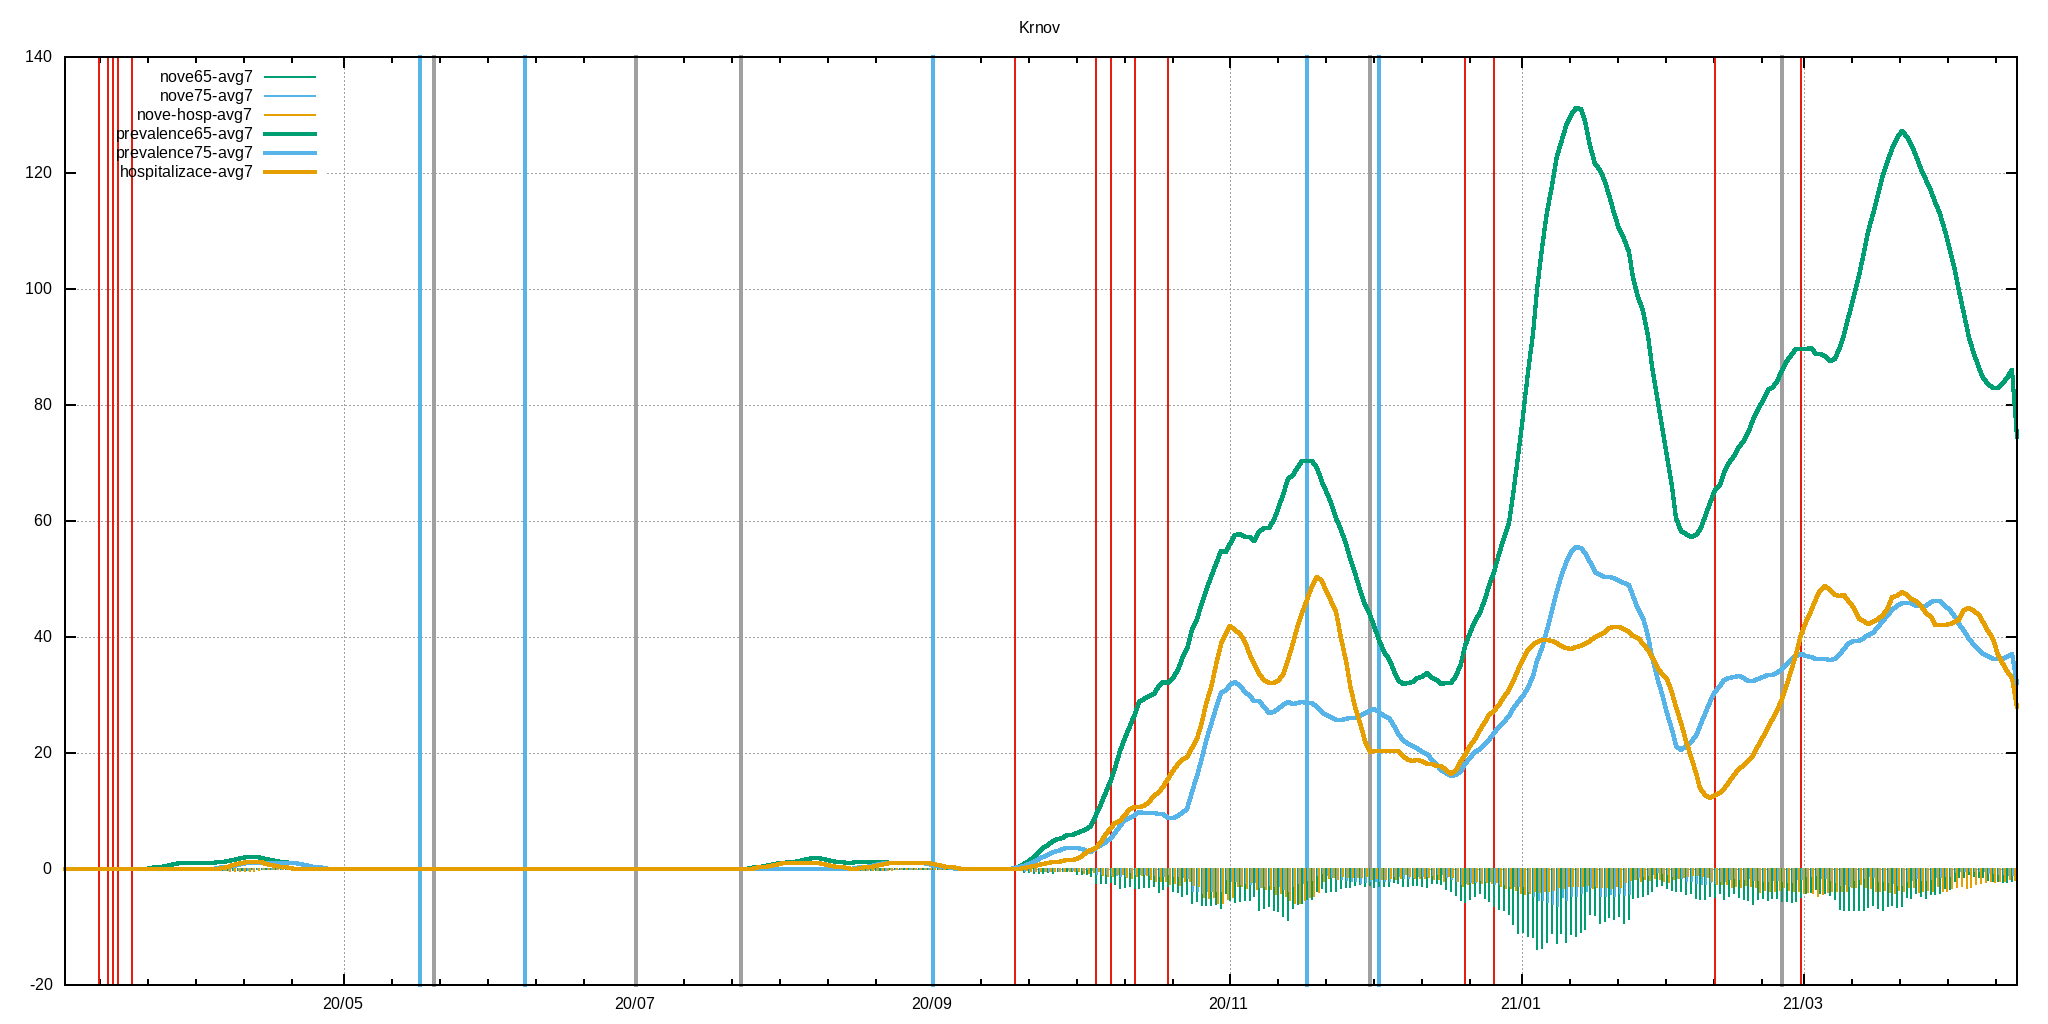 Krnov
140
120
100
80
60
40
20
0
-20
nove65-avg7
nove75-avg7
nove-hosp-avg7
prevalence65-avg7
prevalence75-avg7
hospitalizace-avg7
20/05
20/07
20/09
20/11
21/01
21/03